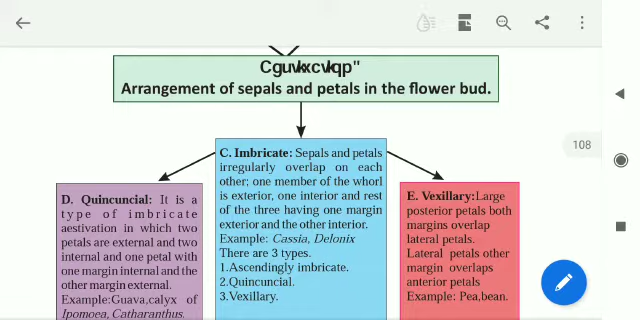 Cguvkxcvkqp"
Arrangement of sepals and petals in the flower bud.
108
C. Imbricate: Sepals and petals
irregularly overlap on each
other; one member of the whorl
is exterior, one interior and rest
of the three having one margin
exterior and the other interior.
Example: Cassia, Delonix
There are 3 types.
1.Ascendingly imbricate.
2.Quincuncial.
3.Vexillary.
D. Quincuncial: It is a
type of imbricate
aestivation in which two
petals are external and two
internal and one petal with
one margin internal and the
other margin external.
Example:Guava,calyx of
Ipomoea, Catharanthus.
E. Vexillary:Large
posterior petals both
margins overlap
lateral petals.
Lateral petals other
margin overlaps
anterior petals
Example: Pea,bean.